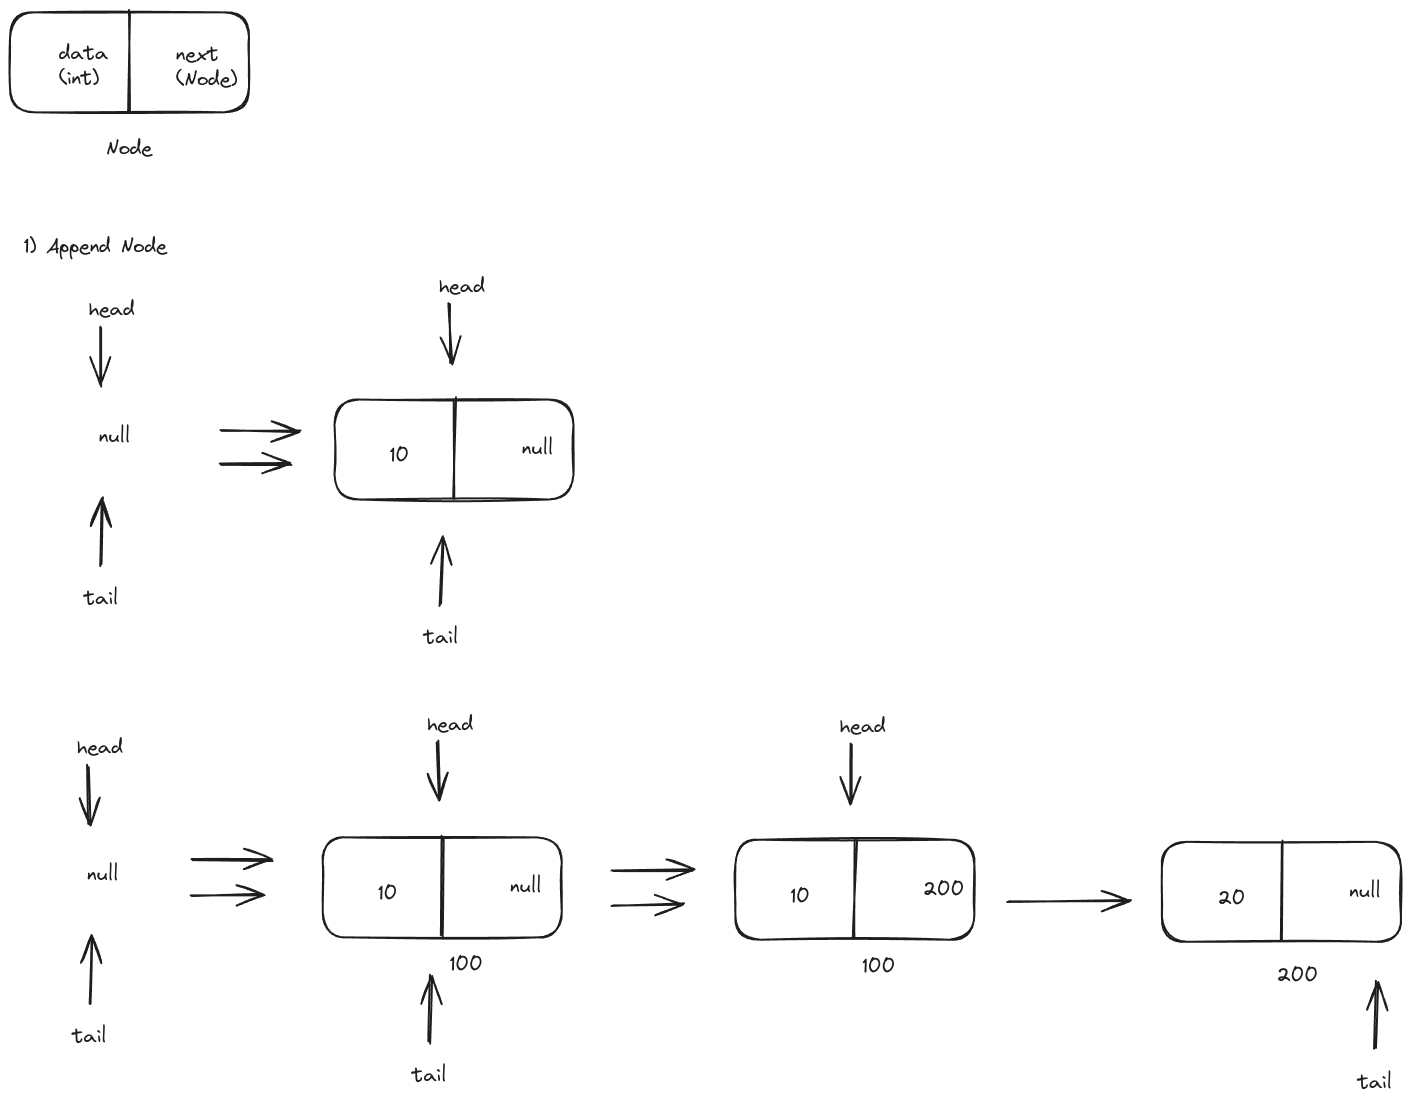 data
(int)
next
(Node)
Node
1) Append Node
head
null
tail
head
10
null
tail
head
null
tail
head
10
null
100
tail
head
10
200
100
20
null
200
tail